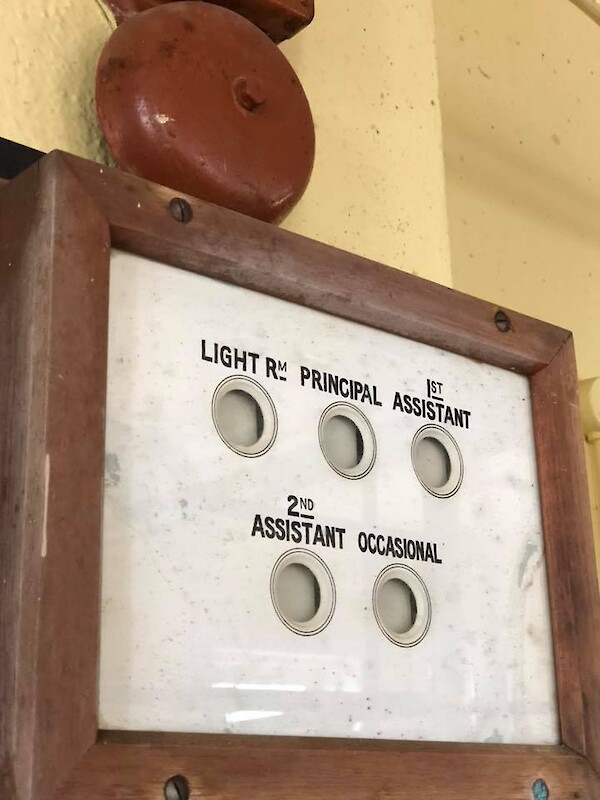 LIGHT RM PRINCIPAL 1ST ASSISTANT
2ND
ASSISTANT OCCASIONAL